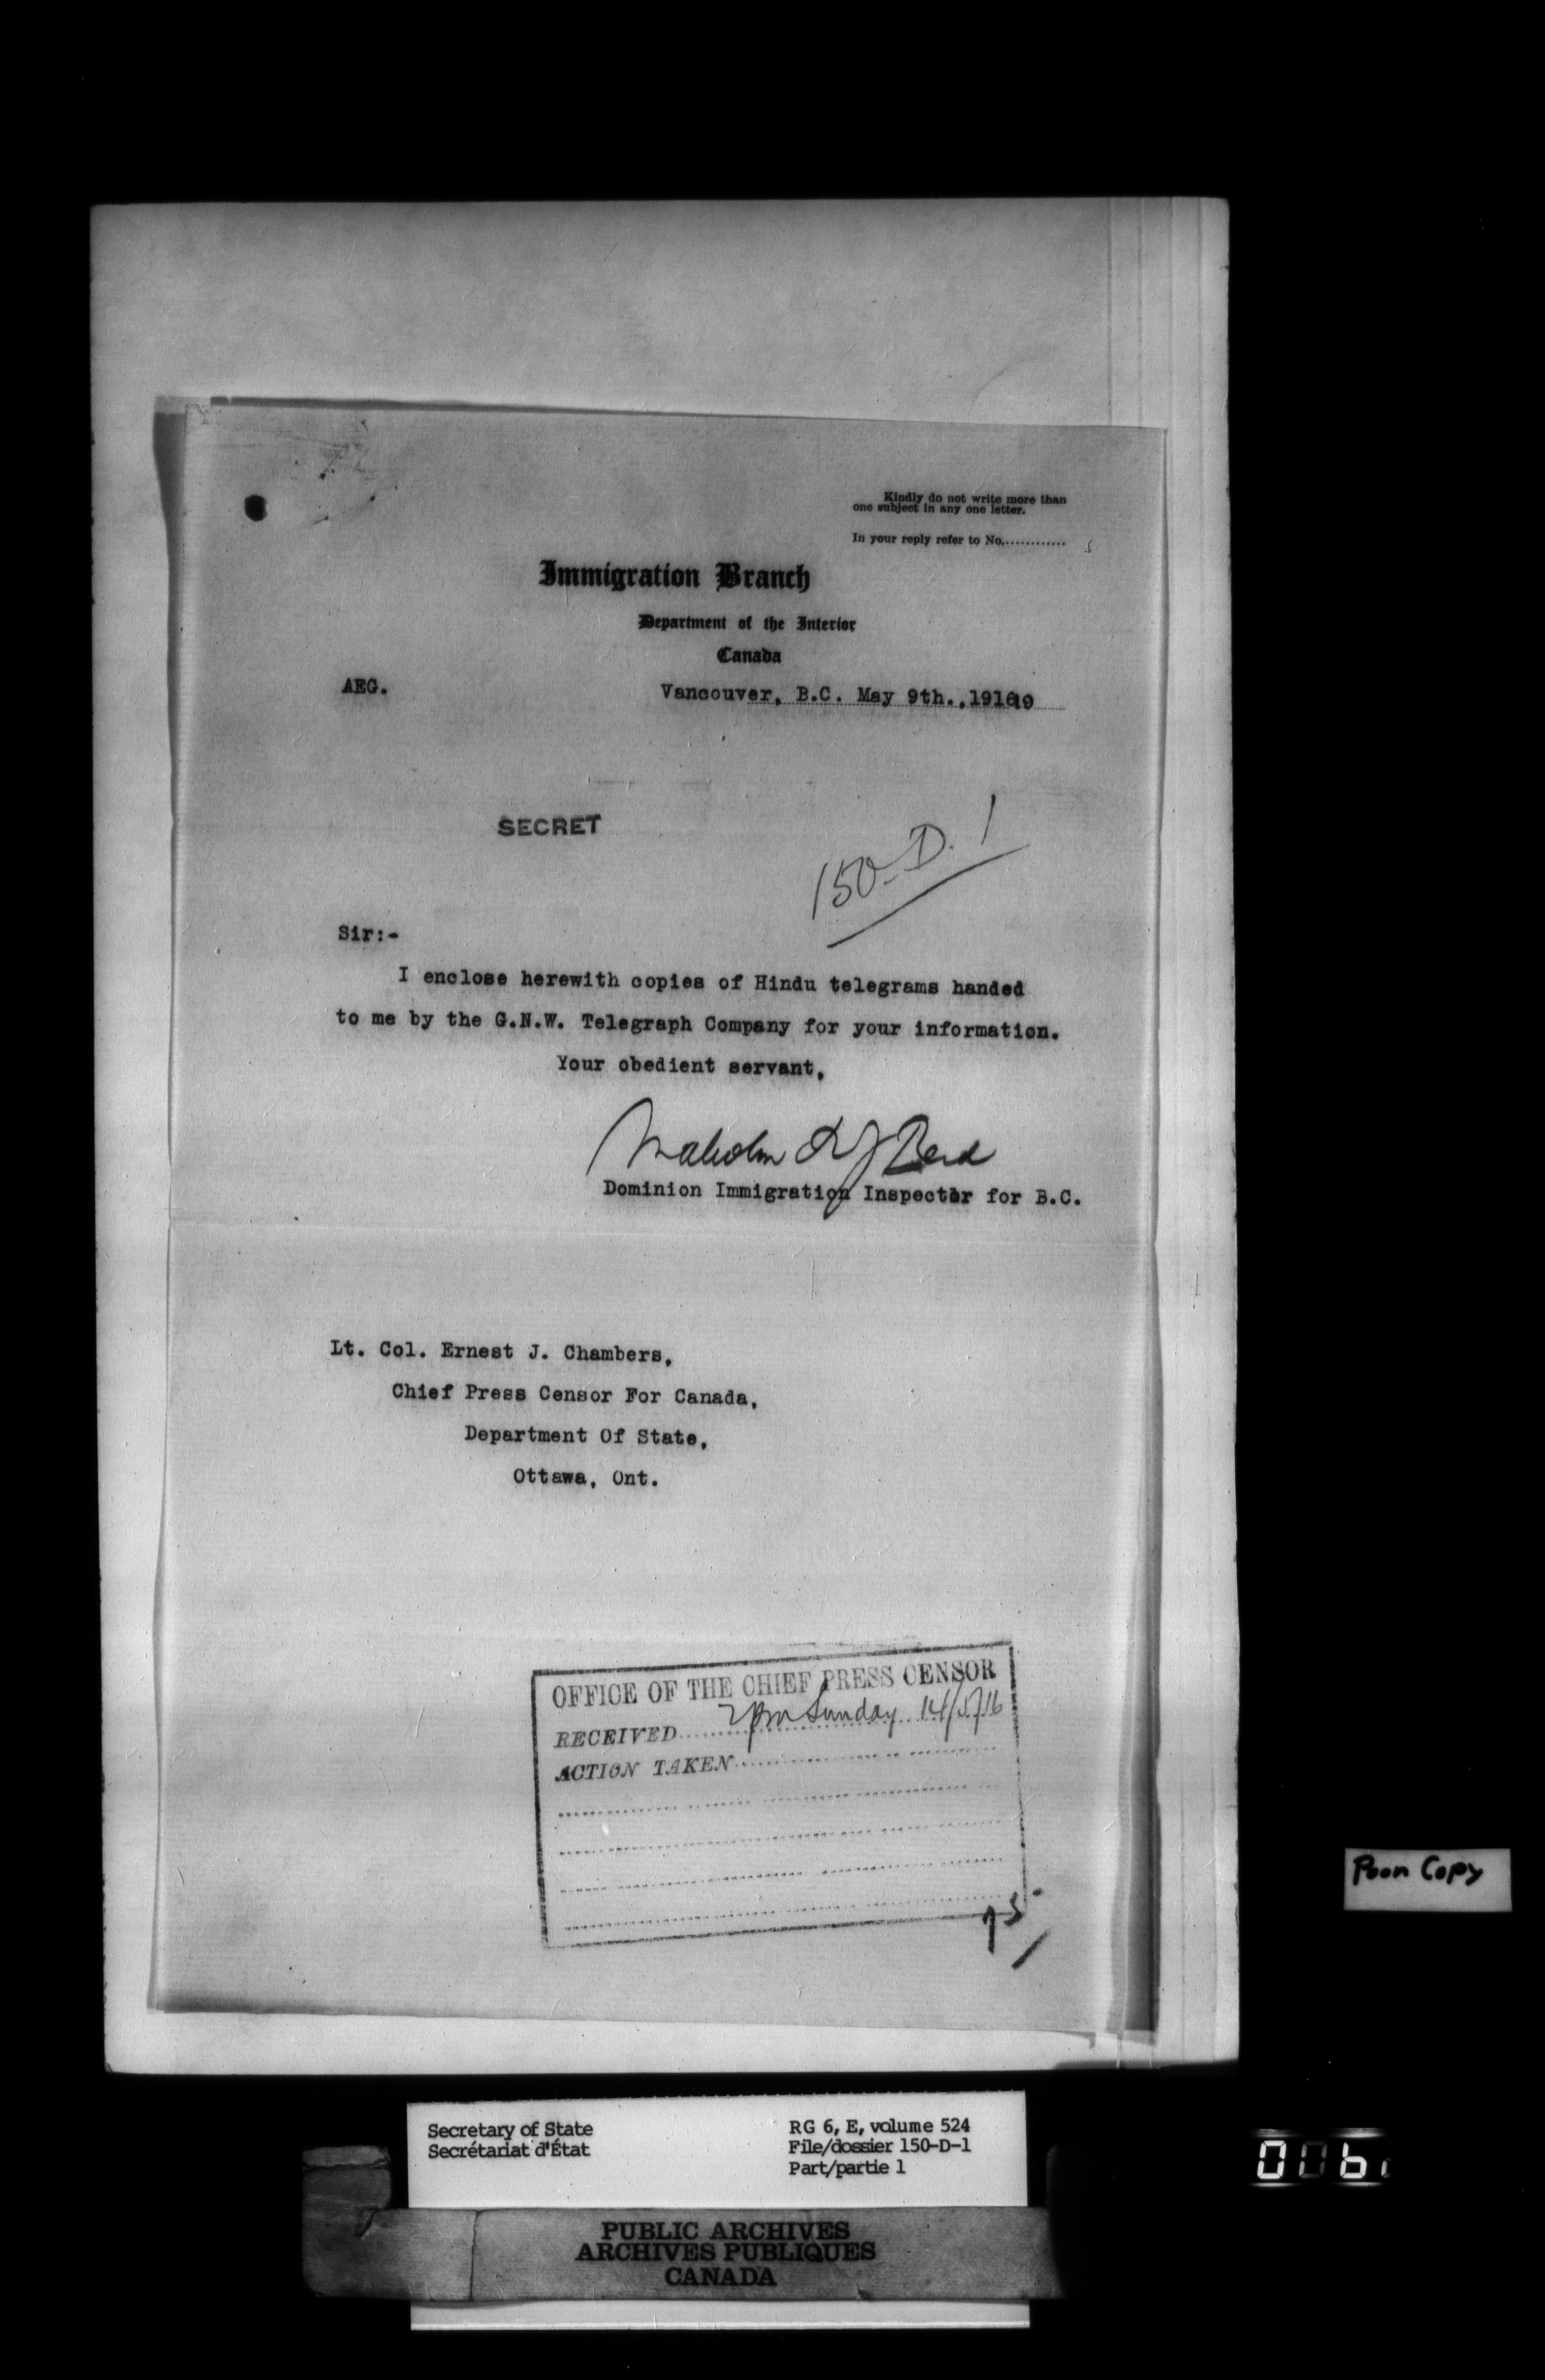 Kindly do not write more than
one subject in any one letter.
In your reply refer to No.............
Immigration Branch
Department of the Interior
Canada
AEG.
Vancouver, B.C. May 9th.,1916
SECRET
150-D.1
Sir:-
I enclose herewith copies of Hindu telegrams handed
to me by the G.N.W. Telegraph Company for your information.
Your obedient servant,
Malcolm R J Reid
Dominion Immigration Inspector for B.C.
Lt. Col. Ernest J. Chambers,
Chief Press Censor For Canada,
Department Of State,
Ottawa, Ont.
OFFICE OF THE CHIEF PRESS CENSOR
RECEIVED 2pm Sunday 14/5/16
ACTION TAKEN
Poor Copy
Secretary of State
Secrétariat d'État
RG 6, E, volume 524
File/dossier 150-D-1
Part/partie 1
PUBLIC ARCHIVES
ARCHIVES PUBLIQUES
CANADA